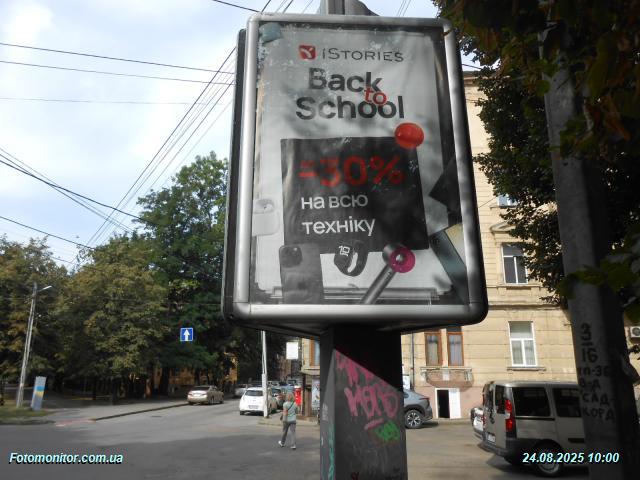 iSTORIES
Back
to
School
-30%
на всю
техніку
Fotomonitor.com.ua
24.08.2025 10:00